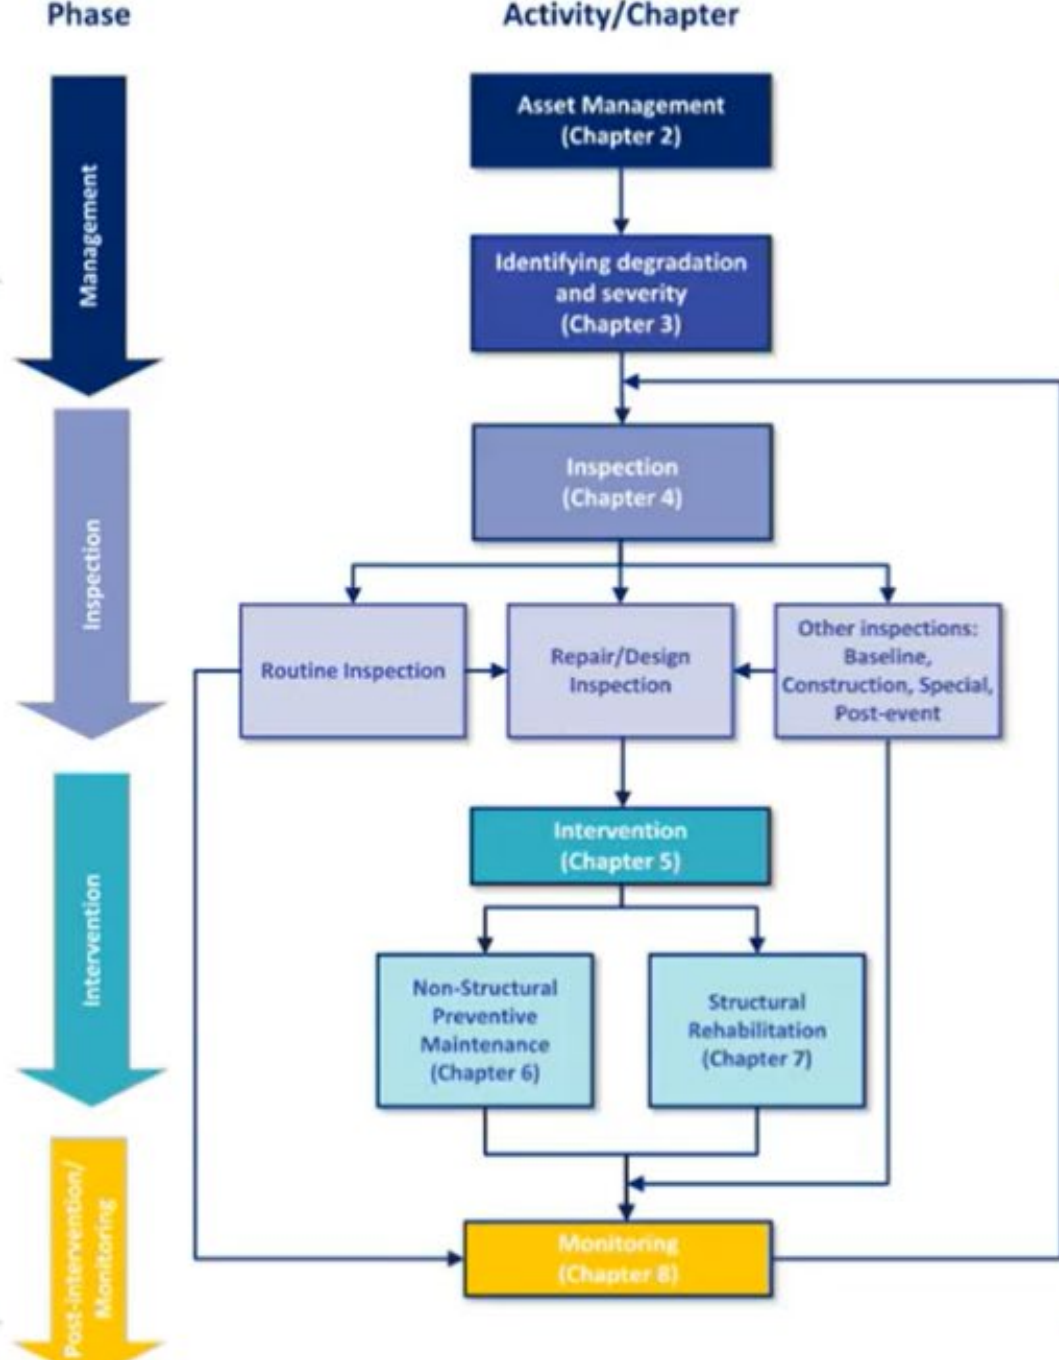 Phase
Activity/Chapter
Management
Asset Management
(Chapter 2)
Identifying degradation
and severity
(Chapter 3)
Inspection
Inspection
(Chapter 4)
Routine Inspection
Repair/Design
Inspection
Other inspections:
Baseline,
Construction, Special,
Post-event
Intervention
Intervention
(Chapter 5)
Non-Structural
Preventive
Maintenance
(Chapter 6)
Structural
Rehabilitation
(Chapter 7)
Post-intervention/
Monitoring
Monitoring
(Chapter 8)